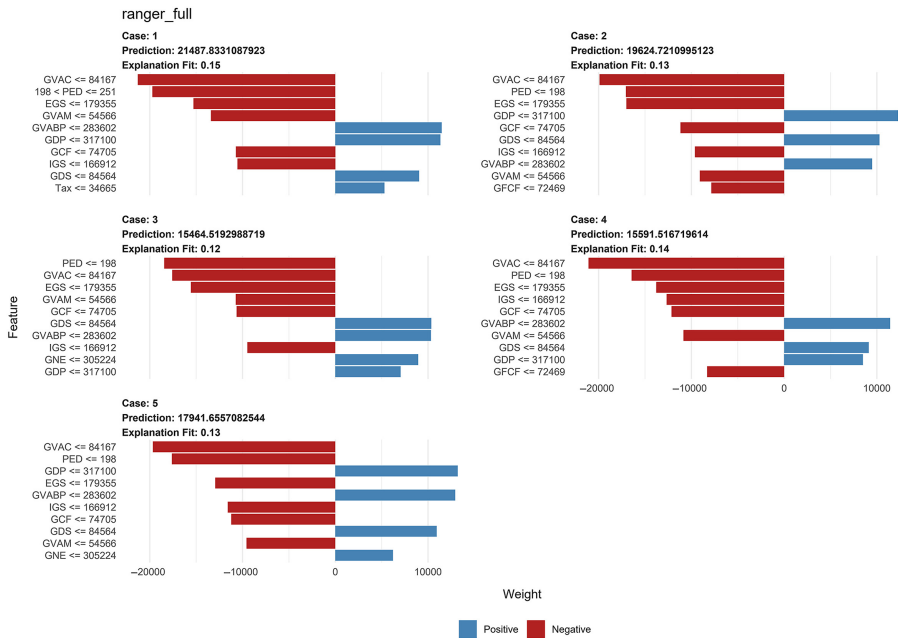 ranger_full
Case: 1
Prediction: 21487.8331087923
Explanation Fit: 0.15
GVAC <= 84167
198 < PED <= 251
EGS <= 179355
GVAM <= 54566
GVABP <= 283602
GDP <= 317100
GCF <= 74705
IGS <= 166912
GDS <= 84564
Tax <= 34665
Case: 2
Prediction: 19624.7210995123
Explanation Fit: 0.13
GVAC <= 84167
PED <= 198
EGS <= 179355
GDP <= 317100
GCF <= 74705
GDS <= 84564
IGS <= 166912
GVABP <= 283602
GVAM <= 54566
GFCF <= 72469
Case: 3
Prediction: 15464.5192988719
Explanation Fit: 0.12
PED <= 198
GVAC <= 84167
EGS <= 179355
GVAM <= 54566
GCF <= 74705
GDS <= 84564
GVABP <= 283602
IGS <= 166912
GNE <= 305224
GDP <= 317100
Case: 4
Prediction: 15591.516719614
Explanation Fit: 0.14
GVAC <= 84167
PED <= 198
EGS <= 179355
IGS <= 166912
GCF <= 74705
GVABP <= 283602
GVAM <= 54566
GDS <= 84564
GDP <= 317100
GFCF <= 72469
−20000 −10000 0 10000
Case: 5
Prediction: 17941.6557082544
Explanation Fit: 0.13
GVAC <= 84167
PED <= 198
GDP <= 317100
EGS <= 179355
GVABP <= 283602
IGS <= 166912
GCF <= 74705
GDS <= 84564
GVAM <= 54566
GNE <= 305224
−20000 −10000 0 10000
Feature
Weight
Positive Negative